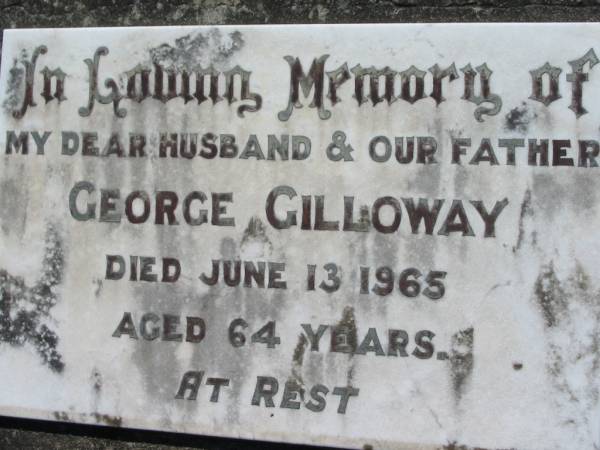 In Loving Memory of
MY DEAR HUSBAND & OUR FATHER
GEORGE GILLOWAY
DIED JUNE 13 1965
AGED 64 YEARS.
AT REST